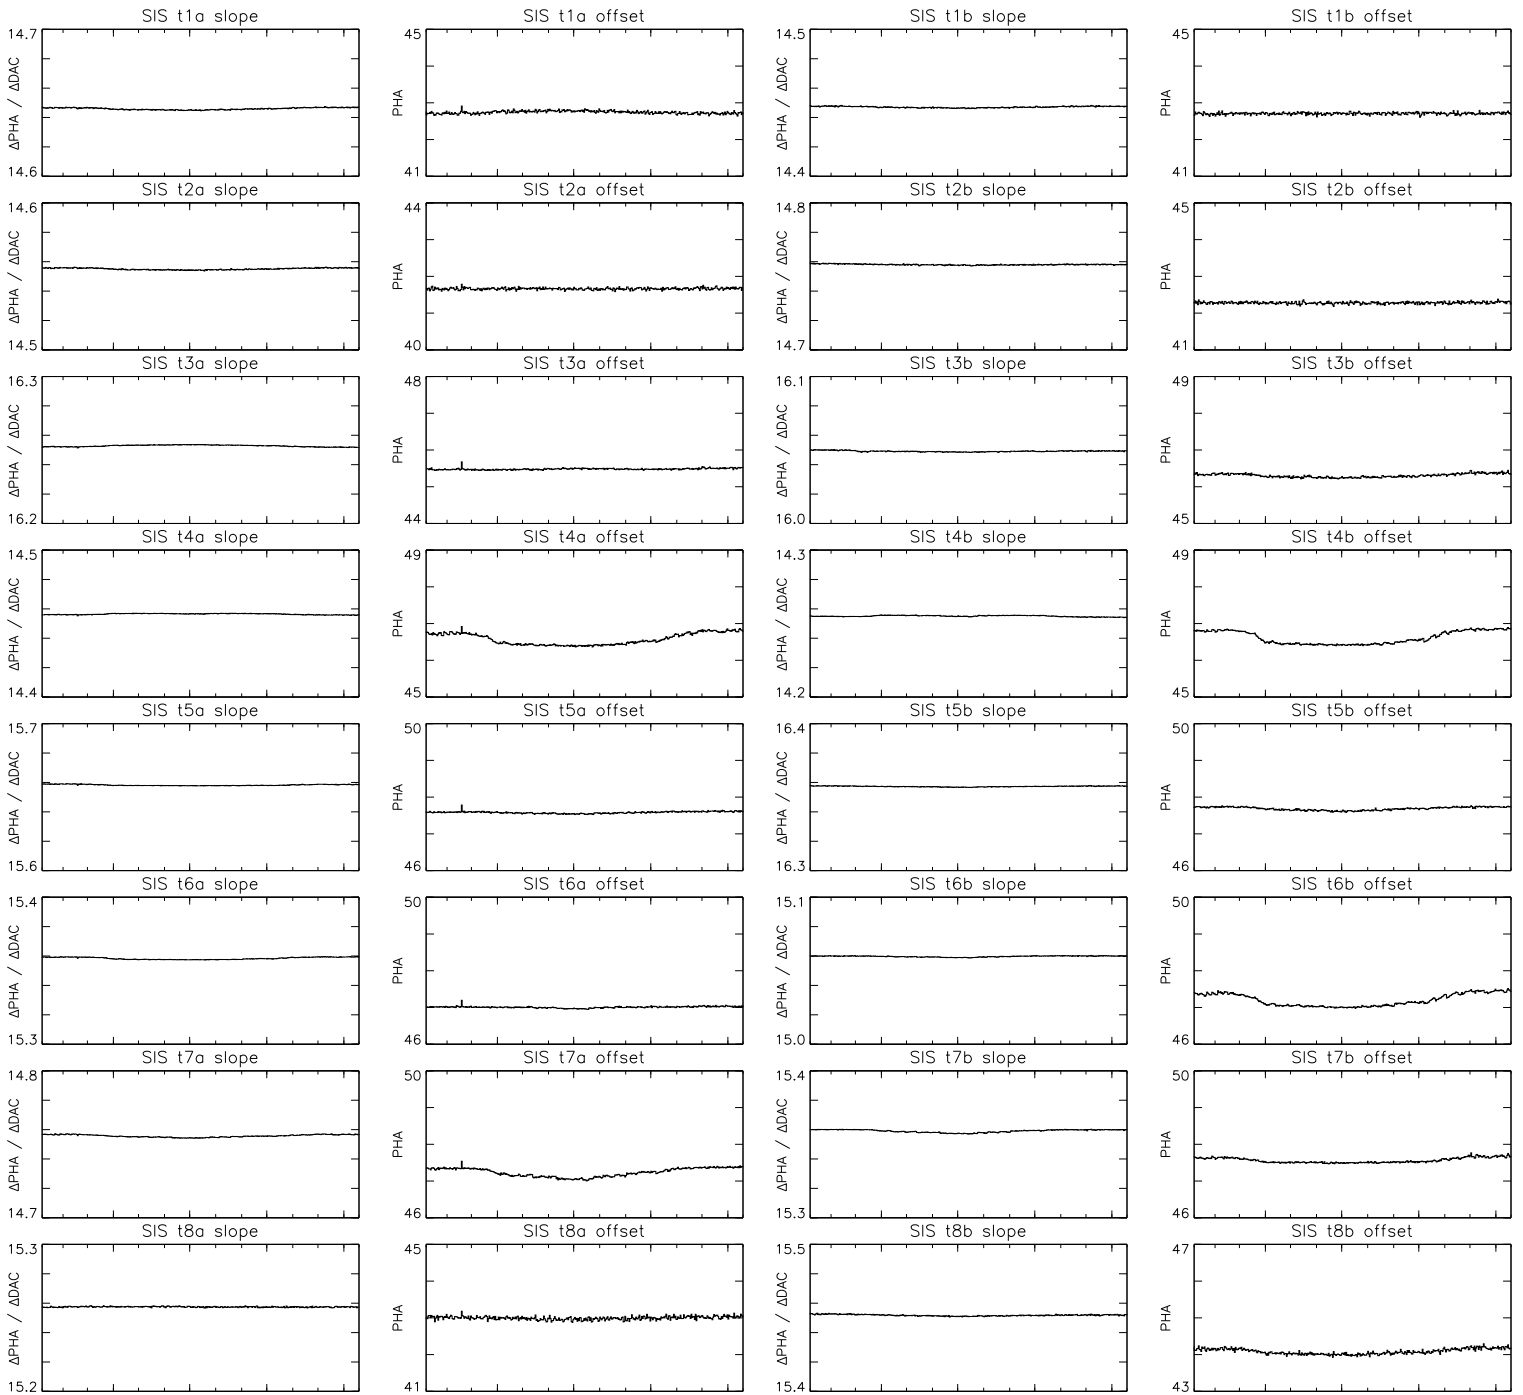 SIS t1a slope
14.7
ΔPHA / ΔDAC
14.6
SIS t1a offset
45
PHA
41
SIS t1b slope
14.5
ΔPHA / ΔDAC
14.4
SIS t1b offset
45
PHA
41
SIS t2a slope
14.6
ΔPHA / ΔDAC
14.5
SIS t2a offset
44
PHA
40
SIS t2b slope
14.8
ΔPHA / ΔDAC
14.7
SIS t2b offset
45
PHA
41
SIS t3a slope
16.3
ΔPHA / ΔDAC
16.2
SIS t3a offset
48
PHA
44
SIS t3b slope
16.1
ΔPHA / ΔDAC
16.0
SIS t3b offset
49
PHA
45
SIS t4a slope
14.5
ΔPHA / ΔDAC
14.4
SIS t4a offset
49
PHA
45
SIS t4b slope
14.3
ΔPHA / ΔDAC
14.2
SIS t4b offset
49
PHA
45
SIS t5a slope
15.7
ΔPHA / ΔDAC
15.6
SIS t5a offset
50
PHA
46
SIS t5b slope
16.4
ΔPHA / ΔDAC
16.3
SIS t5b offset
50
PHA
46
SIS t6a slope
15.4
ΔPHA / ΔDAC
15.3
SIS t6a offset
50
PHA
46
SIS t6b slope
15.1
ΔPHA / ΔDAC
15.0
SIS t6b offset
50
PHA
46
SIS t7a slope
14.8
ΔPHA / ΔDAC
14.7
SIS t7a offset
50
PHA
46
SIS t7b slope
15.4
ΔPHA / ΔDAC
15.3
SIS t7b offset
50
PHA
46
SIS t8a slope
15.3
ΔPHA / ΔDAC
15.2
SIS t8a offset
45
PHA
41
SIS t8b slope
15.5
ΔPHA / ΔDAC
15.4
SIS t8b offset
47
PHA
43